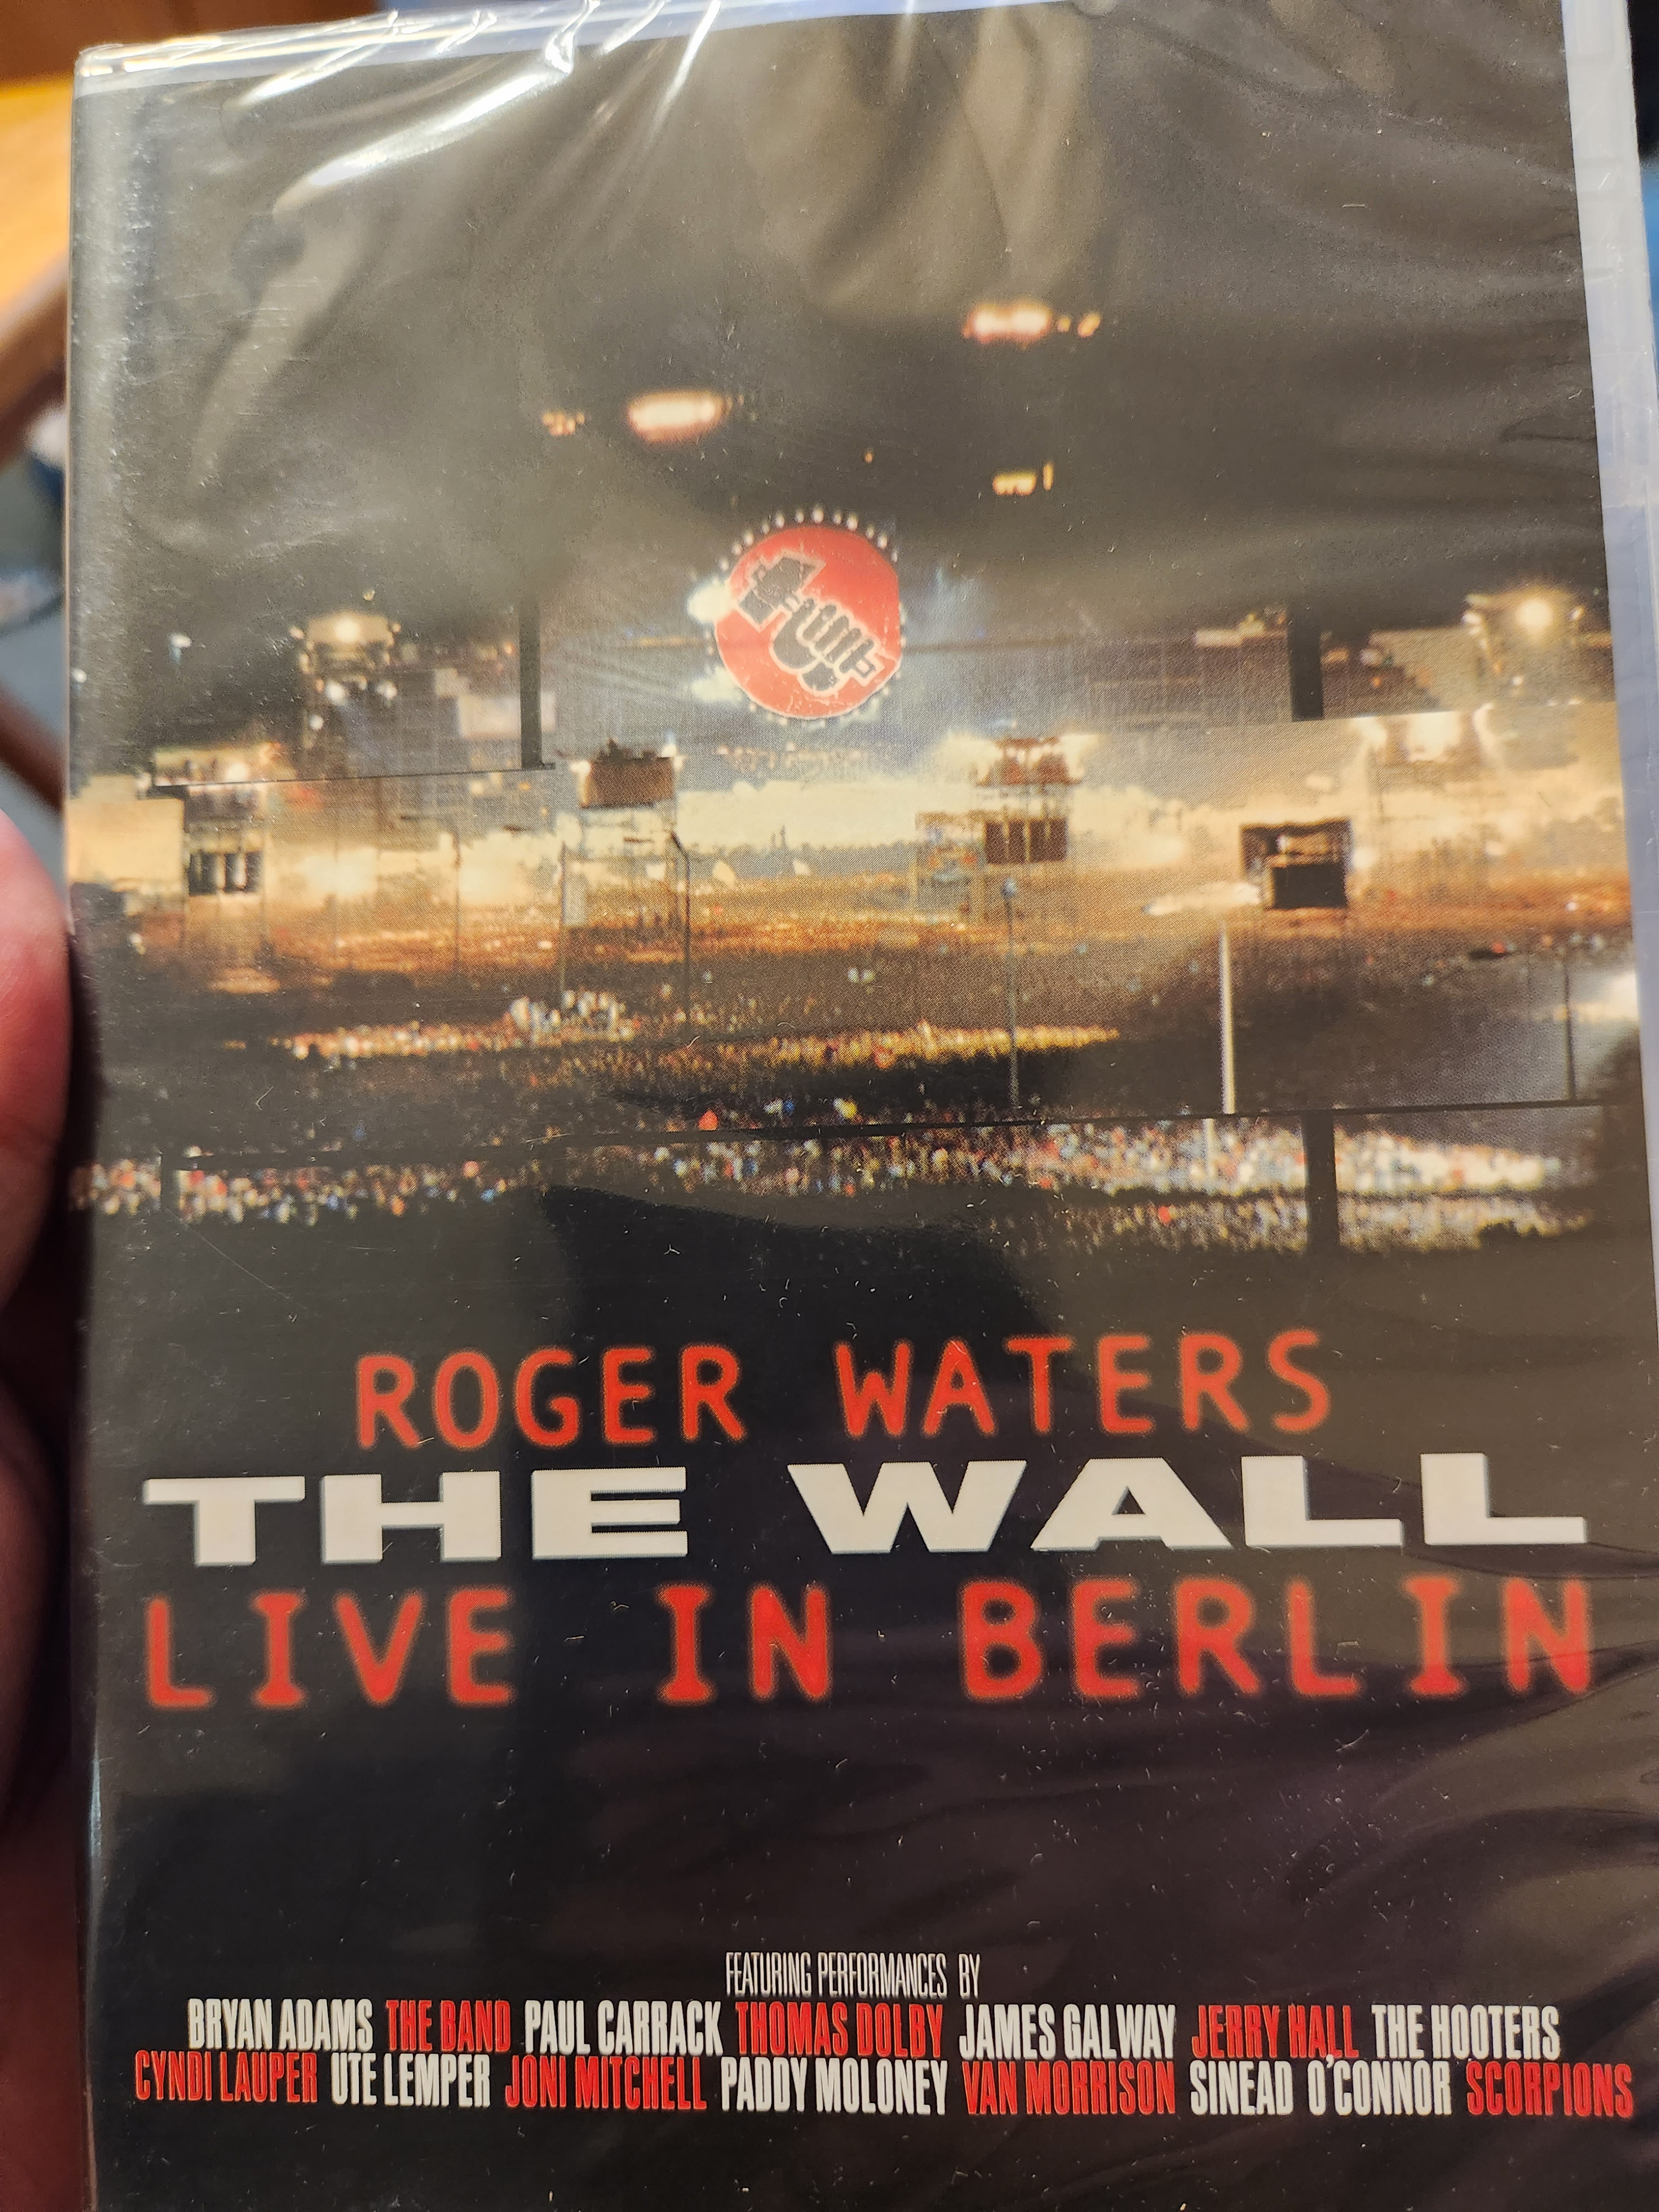 ROGER WATERS
THE WALL
LIVE IN BERLIN
FEATURING PERFORMANCES BY
BRYAN ADAMS THE BAND PAUL CARRACK THOMAS DOLBY JAMES GALWAY JERRY HALL THE HOOTERS
CYNDI LAUPER UTE LEMPER JONI MITCHELL PADDY MOLONEY VAN MORRISON SINEAD O'CONNOR SCORPIONS